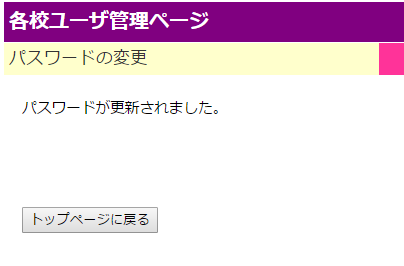 各校ユーザ管理ページ
パスワードの変更
パスワードが更新されました。
トップページに戻る